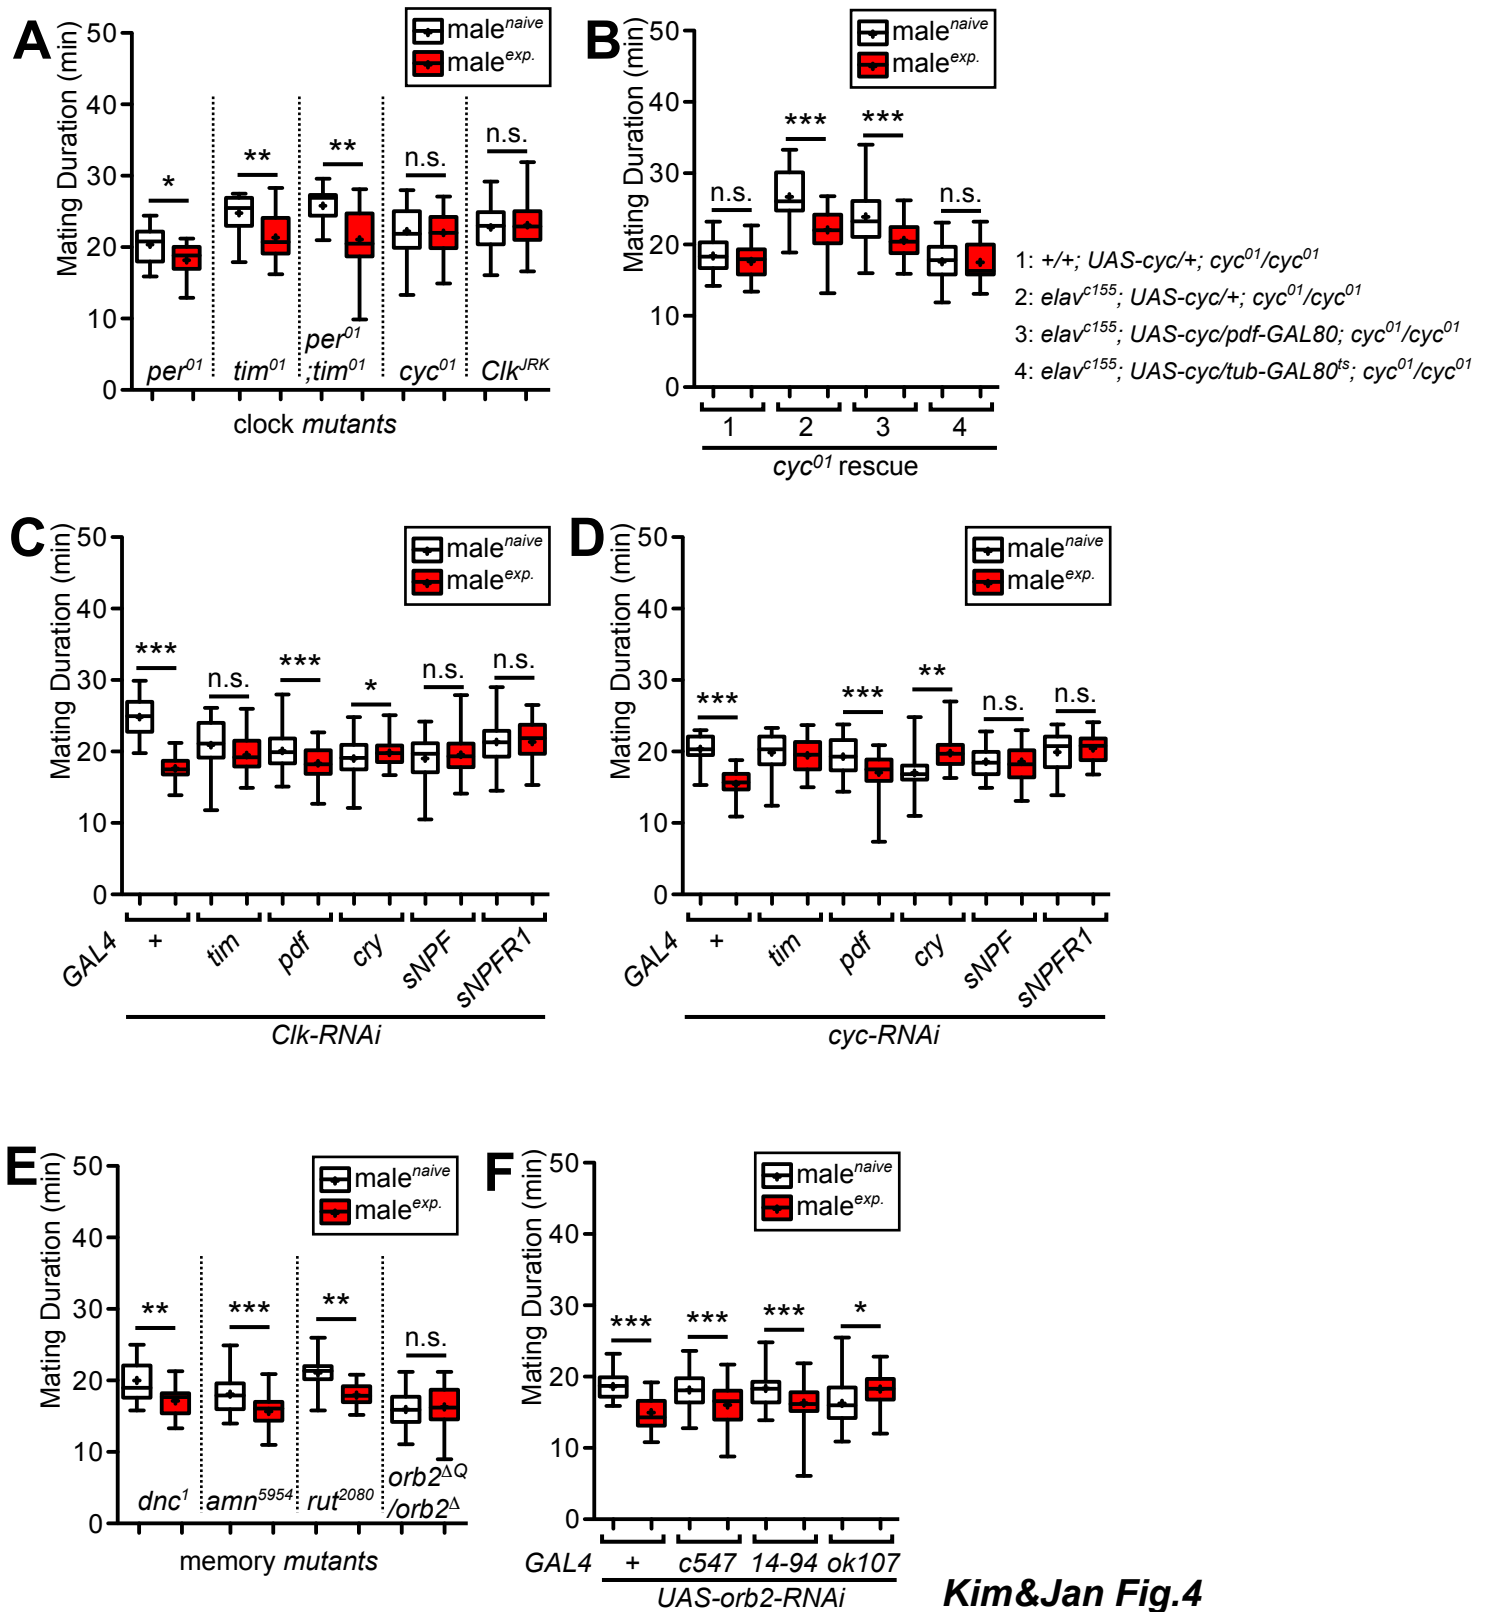 A
Mating Duration (min)
50
40
30
20
10
0
male^naive
male^exp.
*
**
**
n.s.
n.s.
per^01
tim^01
per^01
;tim^01
cyc^01
Clk^JRK
clock mutants
B
Mating Duration (min)
50
40
30
20
10
0
male^naive
male^exp.
n.s.
***
***
n.s.
1
2
3
4
cyc^01 rescue
1: +/+; UAS-cyc/+; cyc^01/cyc^01
2: elav^c155; UAS-cyc/+; cyc^01/cyc^01
3: elav^c155; UAS-cyc/pdf-GAL80; cyc^01/cyc^01
4: elav^c155; UAS-cyc/tub-GAL80^ts; cyc^01/cyc^01
C
Mating Duration (min)
50
40
30
20
10
0
male^naive
male^exp.
***
n.s.
***
*
n.s.
n.s.
GAL4
+
tim
pdf
cry
sNPF
sNPFR1
Clk-RNAi
D
Mating Duration (min)
50
40
30
20
10
0
male^naive
male^exp.
***
***
**
n.s.
n.s.
GAL4
+
tim
pdf
cry
sNPF
sNPFR1
cyc-RNAi
E
Mating Duration (min)
50
40
30
20
10
0
male^naive
male^exp.
**
***
**
n.s.
dnc^1
amn^5954
rut^2080
orb2^ΔQ
/orb2^Δ
memory mutants
F
Mating Duration (min)
50
40
30
20
10
0
male^naive
male^exp.
***
***
***
*
GAL4
+
c547
14-94
ok107
UAS-orb2-RNAi
Kim&Jan Fig.4